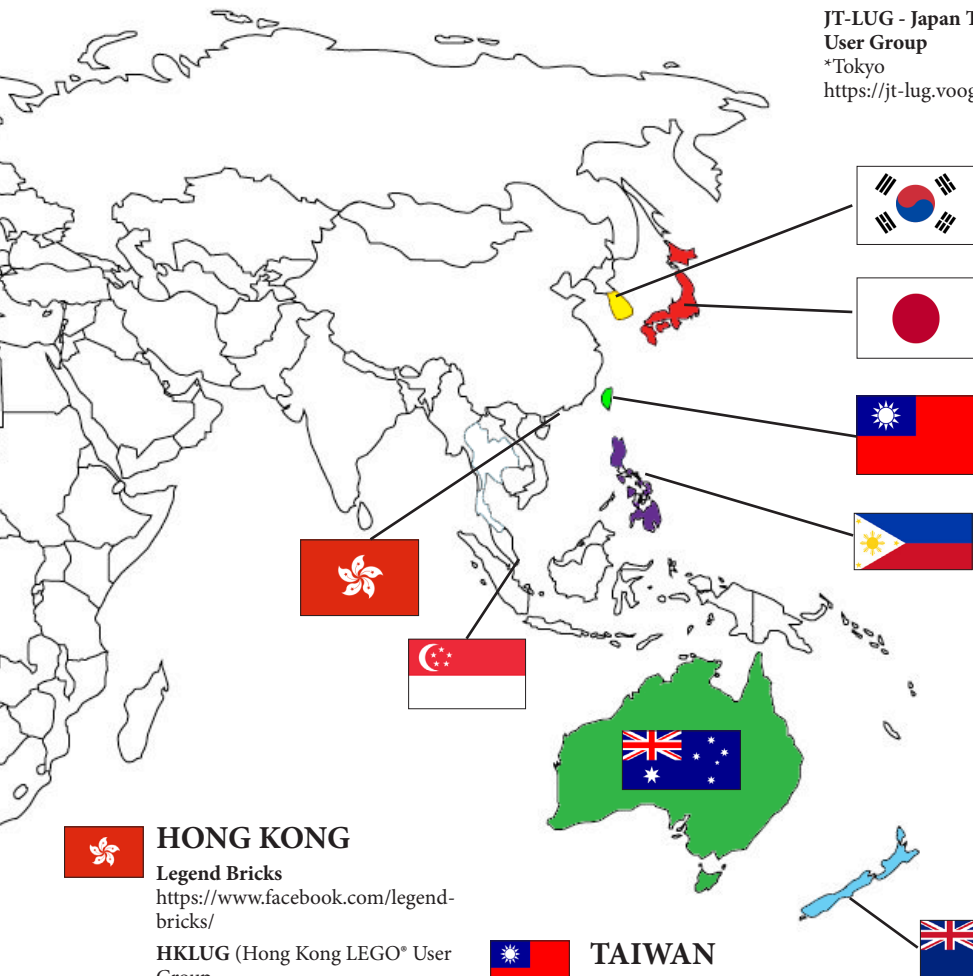 JT-LUG - Japan
User Group
*Tokyo
https://jt-lug.voog
HONG KONG
Legend Bricks
https://www.facebook.com/legend-
bricks/
HKLUG (Hong Kong LEGO® User
TAIWAN